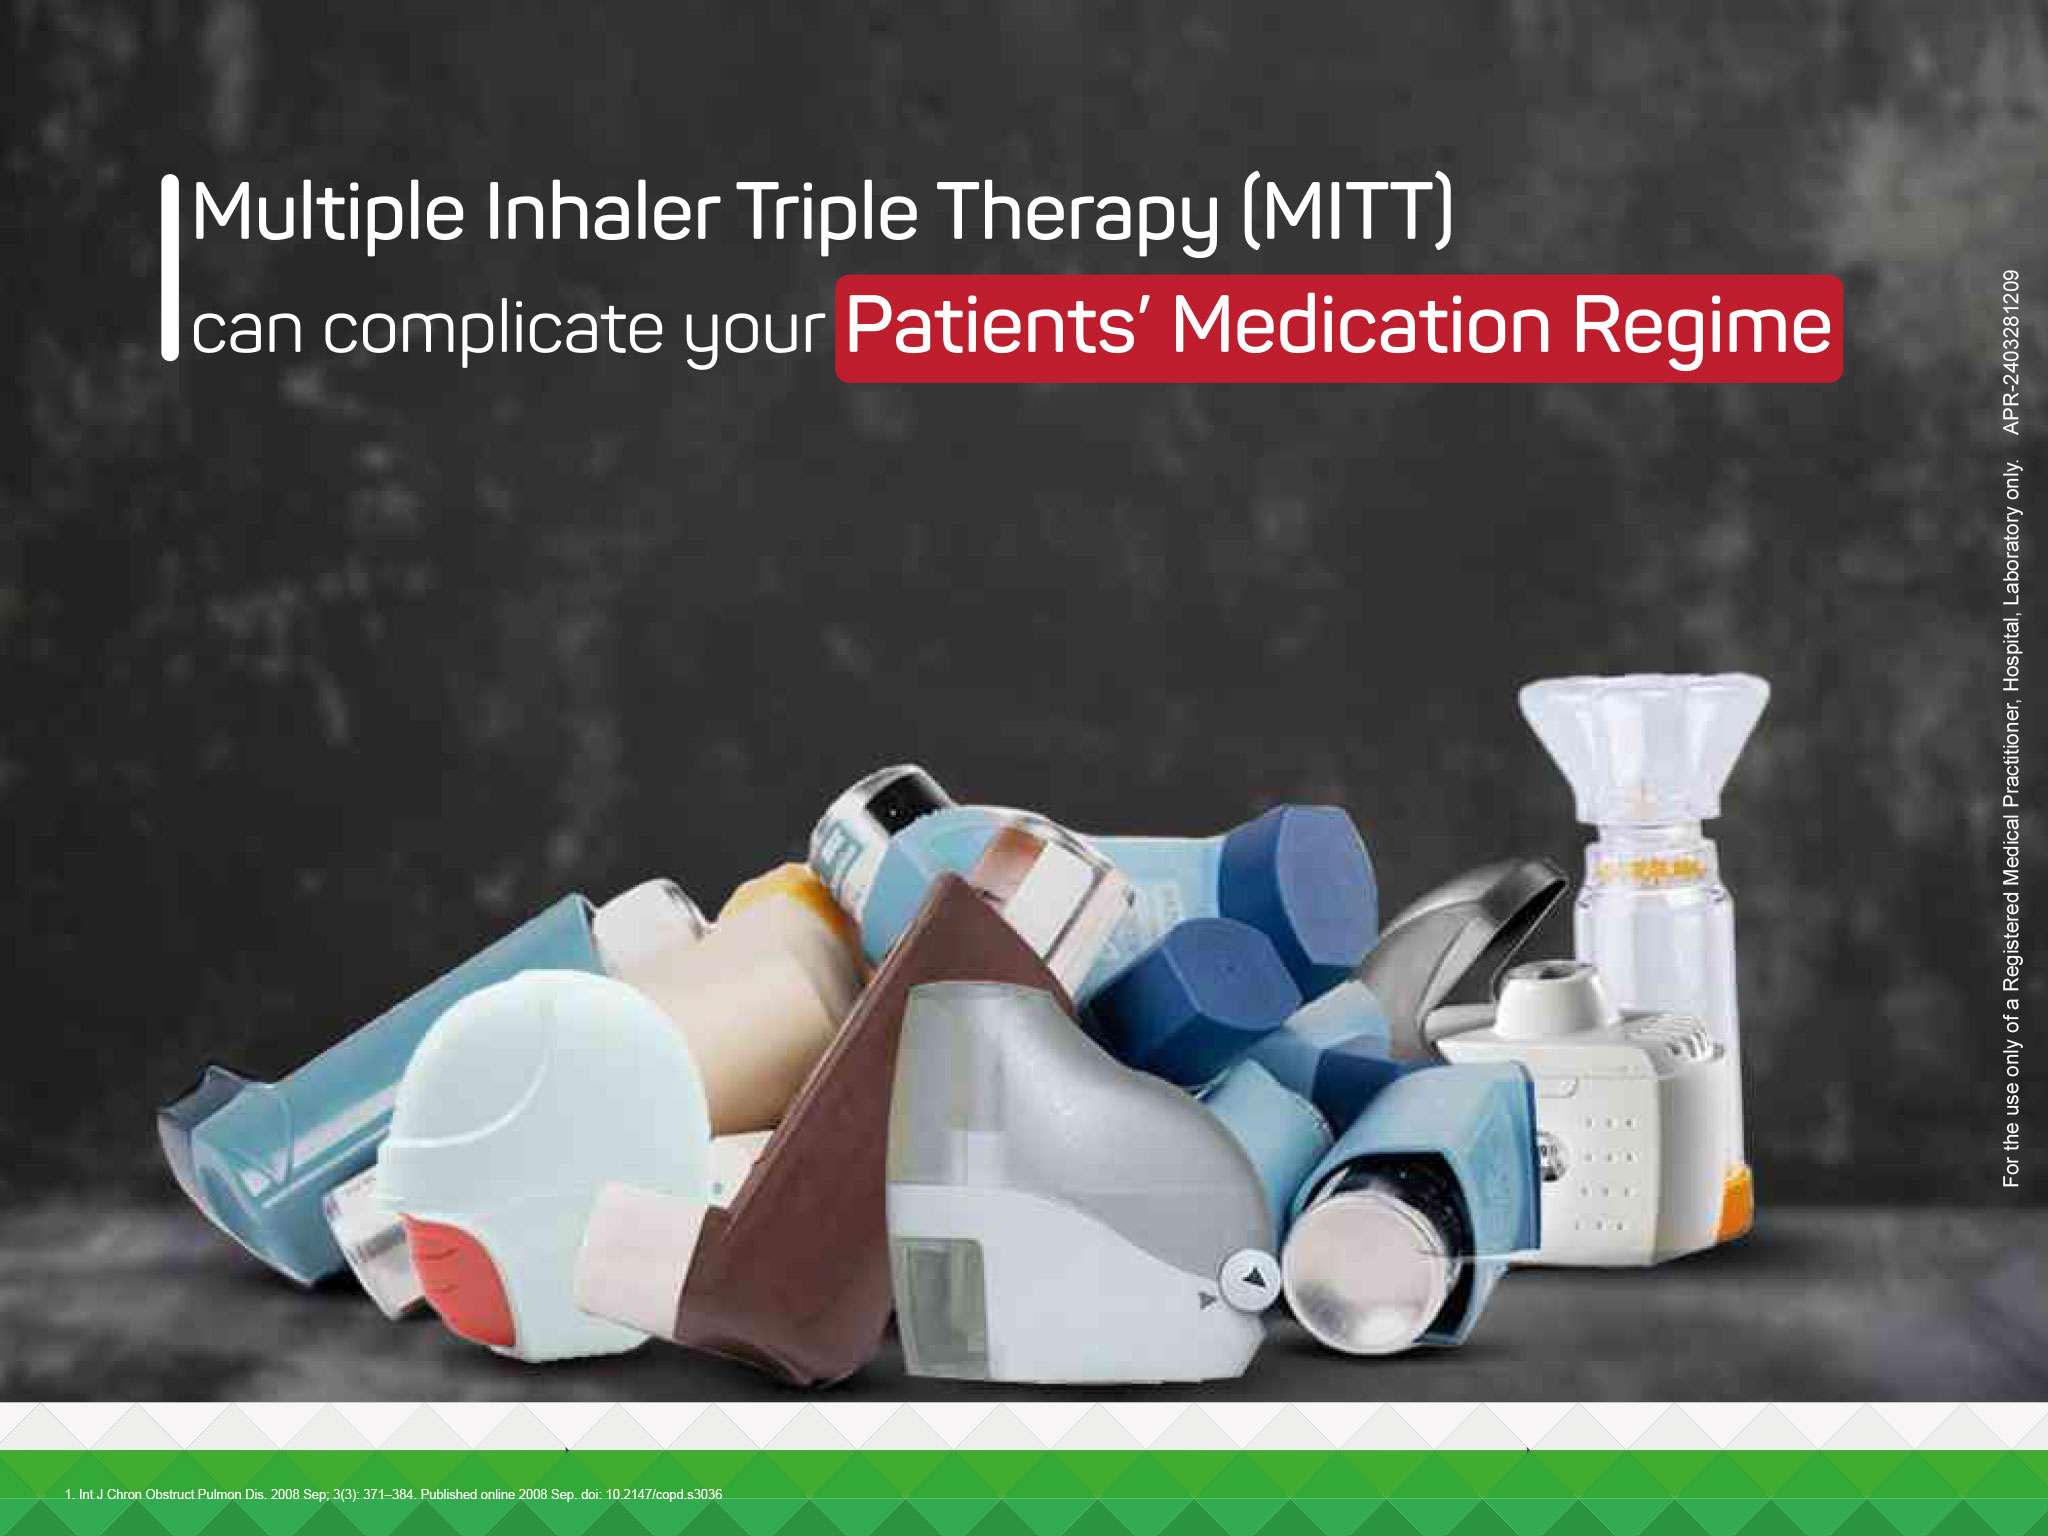 Multiple Inhaler Triple Therapy (MITT)
can complicate your Patients’ Medication Regime
For the use only of a Registered Medical Practitioner, Hospital, Laboratory only. APR-2403281209
1. Int J Chron Obstruct Pulmon Dis. 2008 Sep; 3(3): 371–384. Published online 2008 Sep. doi: 10.2147/copd.s3036